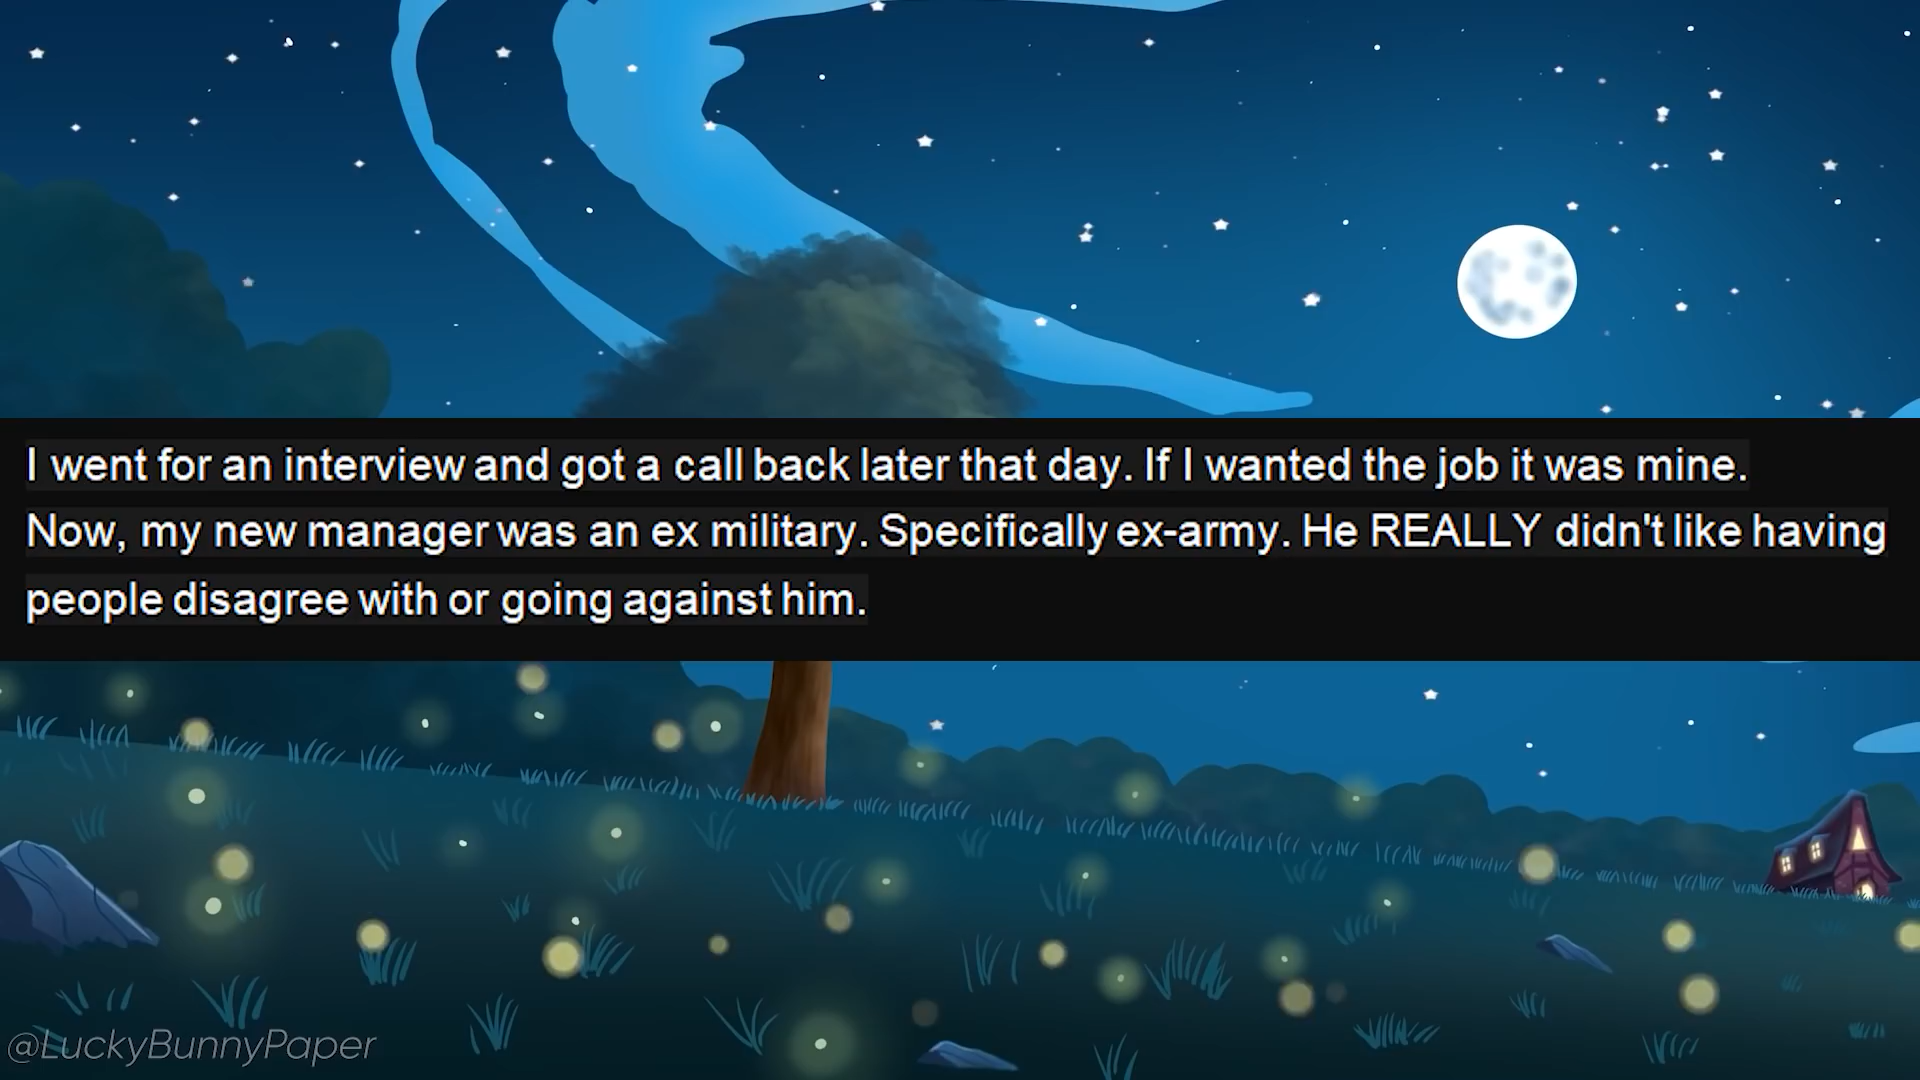 I went for an interview and got a call back later that day. If I wanted the job it was mine.
Now, my new manager was an ex military. Specifically ex-army. He REALLY didn't like having
people disagree with or going against him.
@LuckyBunnyPaper